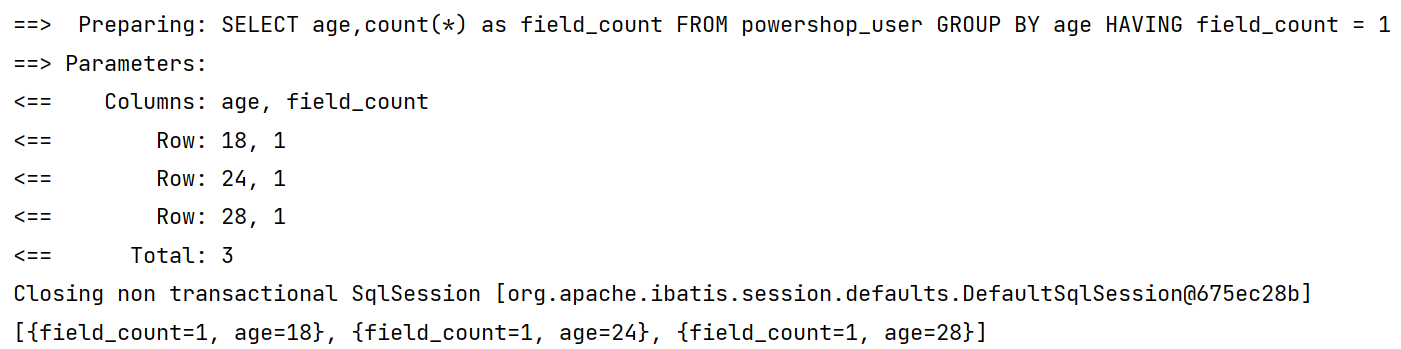 ==>  Preparing: SELECT age,count(*) as field_count FROM powershop_user GROUP BY age HAVING field_count = 1
==> Parameters:
<==    Columns: age, field_count
<==        Row: 18, 1
<==        Row: 24, 1
<==        Row: 28, 1
<==      Total: 3
Closing non transactional SqlSession [org.apache.ibatis.session.defaults.DefaultSqlSession@675ec28b]
[{field_count=1, age=18}, {field_count=1, age=24}, {field_count=1, age=28}]